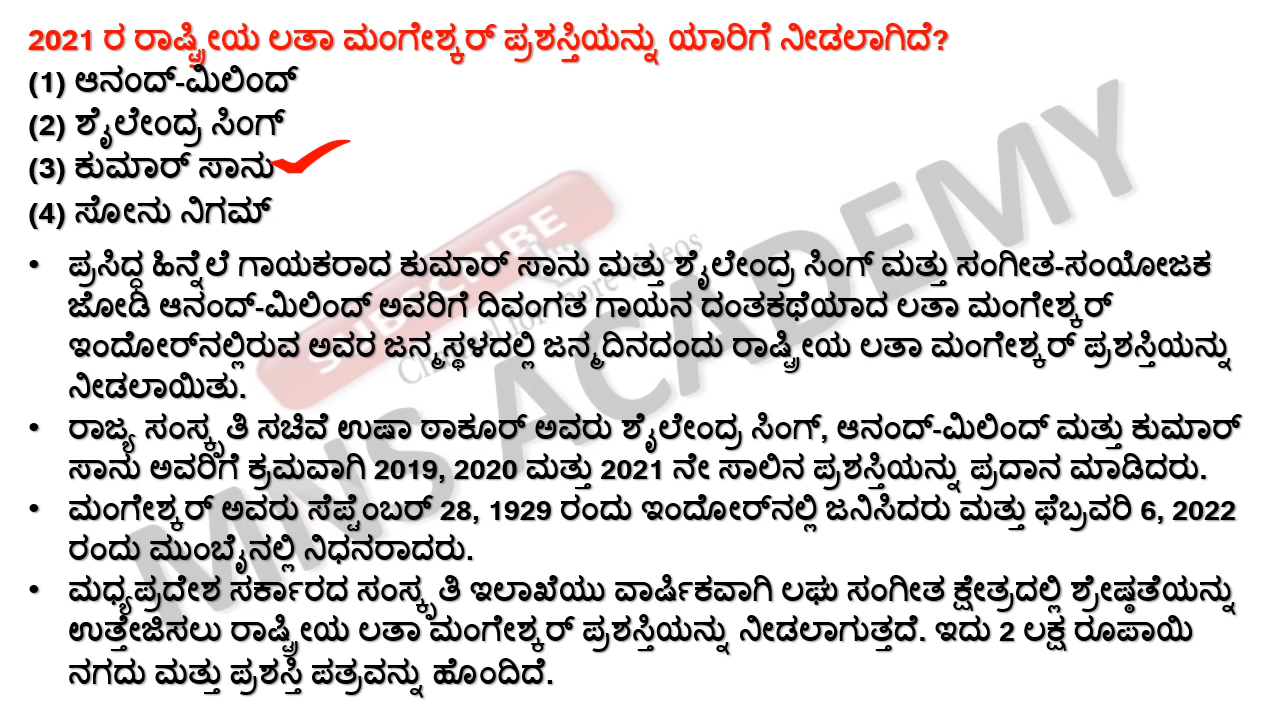 2021 ರ ರಾಷ್ಟ್ರೀಯ ಲತಾ ಮಂಗೇಶ್ಕರ್ ಪ್ರಶಸ್ತಿಯನ್ನು ಯಾರಿಗೆ ನೀಡಲಾಗಿದೆ?
(1) ಆನಂದ್-ಮಿಲಿಂದ್
(2) ಶೈಲೇಂದ್ರ ಸಿಂಗ್
(3) ಕುಮಾರ್ ಸಾನು
(4) ಸೋನು ನಿಗಮ್
• ಪ್ರಸಿದ್ಧ ಹಿನ್ನೆಲೆ ಗಾಯಕರಾದ ಕುಮಾರ್ ಸಾನು ಮತ್ತು ಶೈಲೇಂದ್ರ ಸಿಂಗ್ ಮತ್ತು ಸಂಗೀತ-ಸಂಯೋಜಕ
ಜೋಡಿ ಆನಂದ್-ಮಿಲಿಂದ್ ಅವರಿಗೆ ದಿವಂಗತ ಗಾಯನ ದಂತಕಥೆಯಾದ ಲತಾ ಮಂಗೇಶ್ಕರ್
ಇಂದೋರ್‌ನಲ್ಲಿರುವ ಅವರ ಜನ್ಮಸ್ಥಳದಲ್ಲಿ ಜನ್ಮದಿನದಂದು ರಾಷ್ಟ್ರೀಯ ಲತಾ ಮಂಗೇಶ್ಕರ್ ಪ್ರಶಸ್ತಿಯನ್ನು
ನೀಡಲಾಯಿತು.
• ರಾಜ್ಯ ಸಂಸ್ಕೃತಿ ಸಚಿವೆ ಉಷಾ ಠಾಕೂರ್ ಅವರು ಶೈಲೇಂದ್ರ ಸಿಂಗ್, ಆನಂದ್-ಮಿಲಿಂದ್ ಮತ್ತು ಕುಮಾರ್
ಸಾನು ಅವರಿಗೆ ಕ್ರಮವಾಗಿ 2019, 2020 ಮತ್ತು 2021 ನೇ ಸಾಲಿನ ಪ್ರಶಸ್ತಿಯನ್ನು ಪ್ರದಾನ ಮಾಡಿದರು.
• ಮಂಗೇಶ್ಕರ್ ಅವರು ಸೆಪ್ಟೆಂಬರ್ 28, 1929 ರಂದು ಇಂದೋರ್‌ನಲ್ಲಿ ಜನಿಸಿದರು ಮತ್ತು ಫೆಬ್ರವರಿ 6, 2022
ರಂದು ಮುಂಬೈನಲ್ಲಿ ನಿಧನರಾದರು.
• ಮಧ್ಯಪ್ರದೇಶ ಸರ್ಕಾರದ ಸಂಸ್ಕೃತಿ ಇಲಾಖೆಯು ವಾರ್ಷಿಕವಾಗಿ ಲಘು ಸಂಗೀತ ಕ್ಷೇತ್ರದಲ್ಲಿ ಶ್ರೇಷ್ಠತೆಯನ್ನು
ಉತ್ತೇಜಿಸಲು ರಾಷ್ಟ್ರೀಯ ಲತಾ ಮಂಗೇಶ್ಕರ್ ಪ್ರಶಸ್ತಿಯನ್ನು ನೀಡಲಾಗುತ್ತದೆ. ಇದು 2 ಲಕ್ಷ ರೂಪಾಯಿ
ನಗದು ಮತ್ತು ಪ್ರಶಸ್ತಿ ಪತ್ರವನ್ನು ಹೊಂದಿದೆ.
SUBSCRIBE
Channel for more videos
MNS ACADEMY